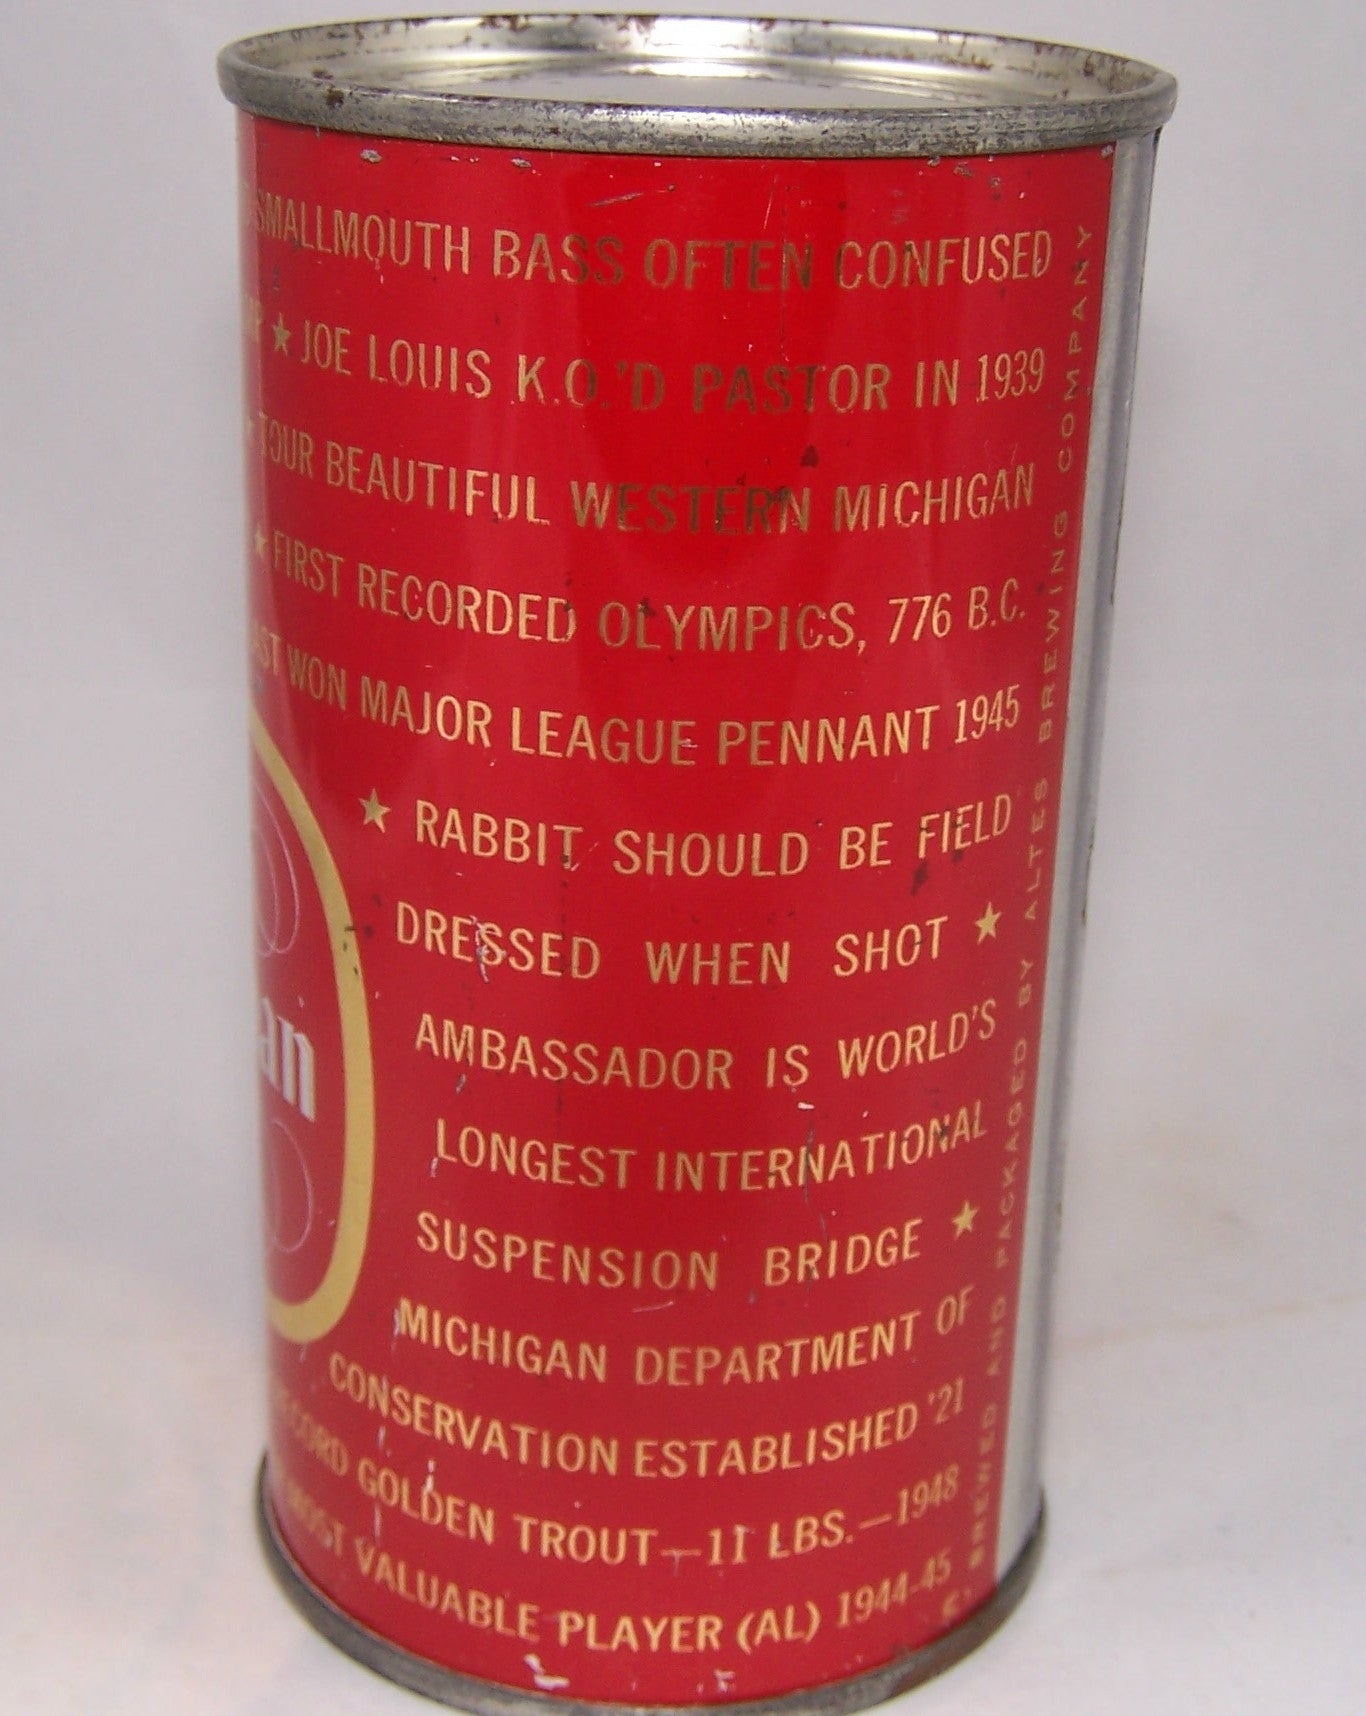 SMALLMOUTH BASS OFTEN CONFUSED
★ JOE LOUIS K.O.'D PASTOR IN 1939
TOUR BEAUTIFUL WESTERN MICHIGAN
★ FIRST RECORDED OLYMPICS, 776 B.C.
WON MAJOR LEAGUE PENNANT 1945
★ RABBIT SHOULD BE FIELD
DRESSED WHEN SHOT ★
AMBASSADOR IS WORLD'S
LONGEST INTERNATIONAL
SUSPENSION BRIDGE ★
MICHIGAN DEPARTMENT OF
CONSERVATION ESTABLISHED '21
GOLDEN TROUT—11 LBS.—1948
MOST VALUABLE PLAYER (AL) 1944-45
an
BREWED AND PACKAGED BY ALTES BREWING COMPANY